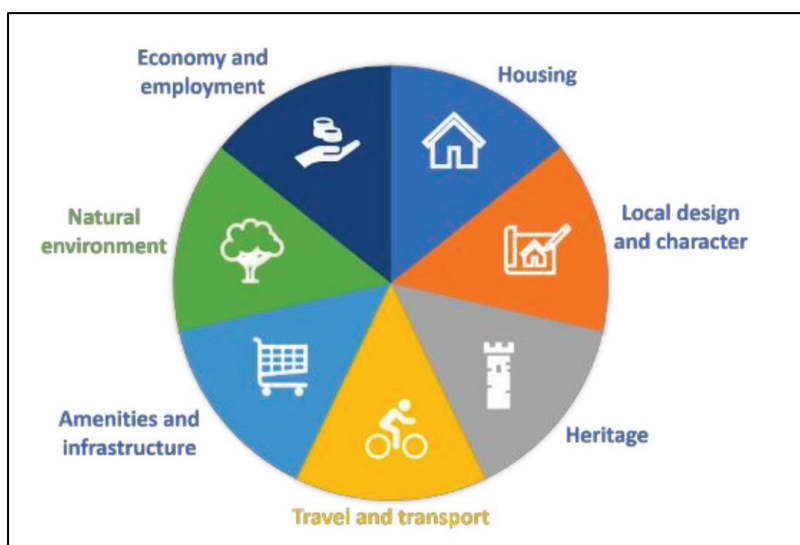 Economy and
employment
Housing
Local design
and character
Heritage
Travel and transport
Amenities and
infrastructure
Natural
environment